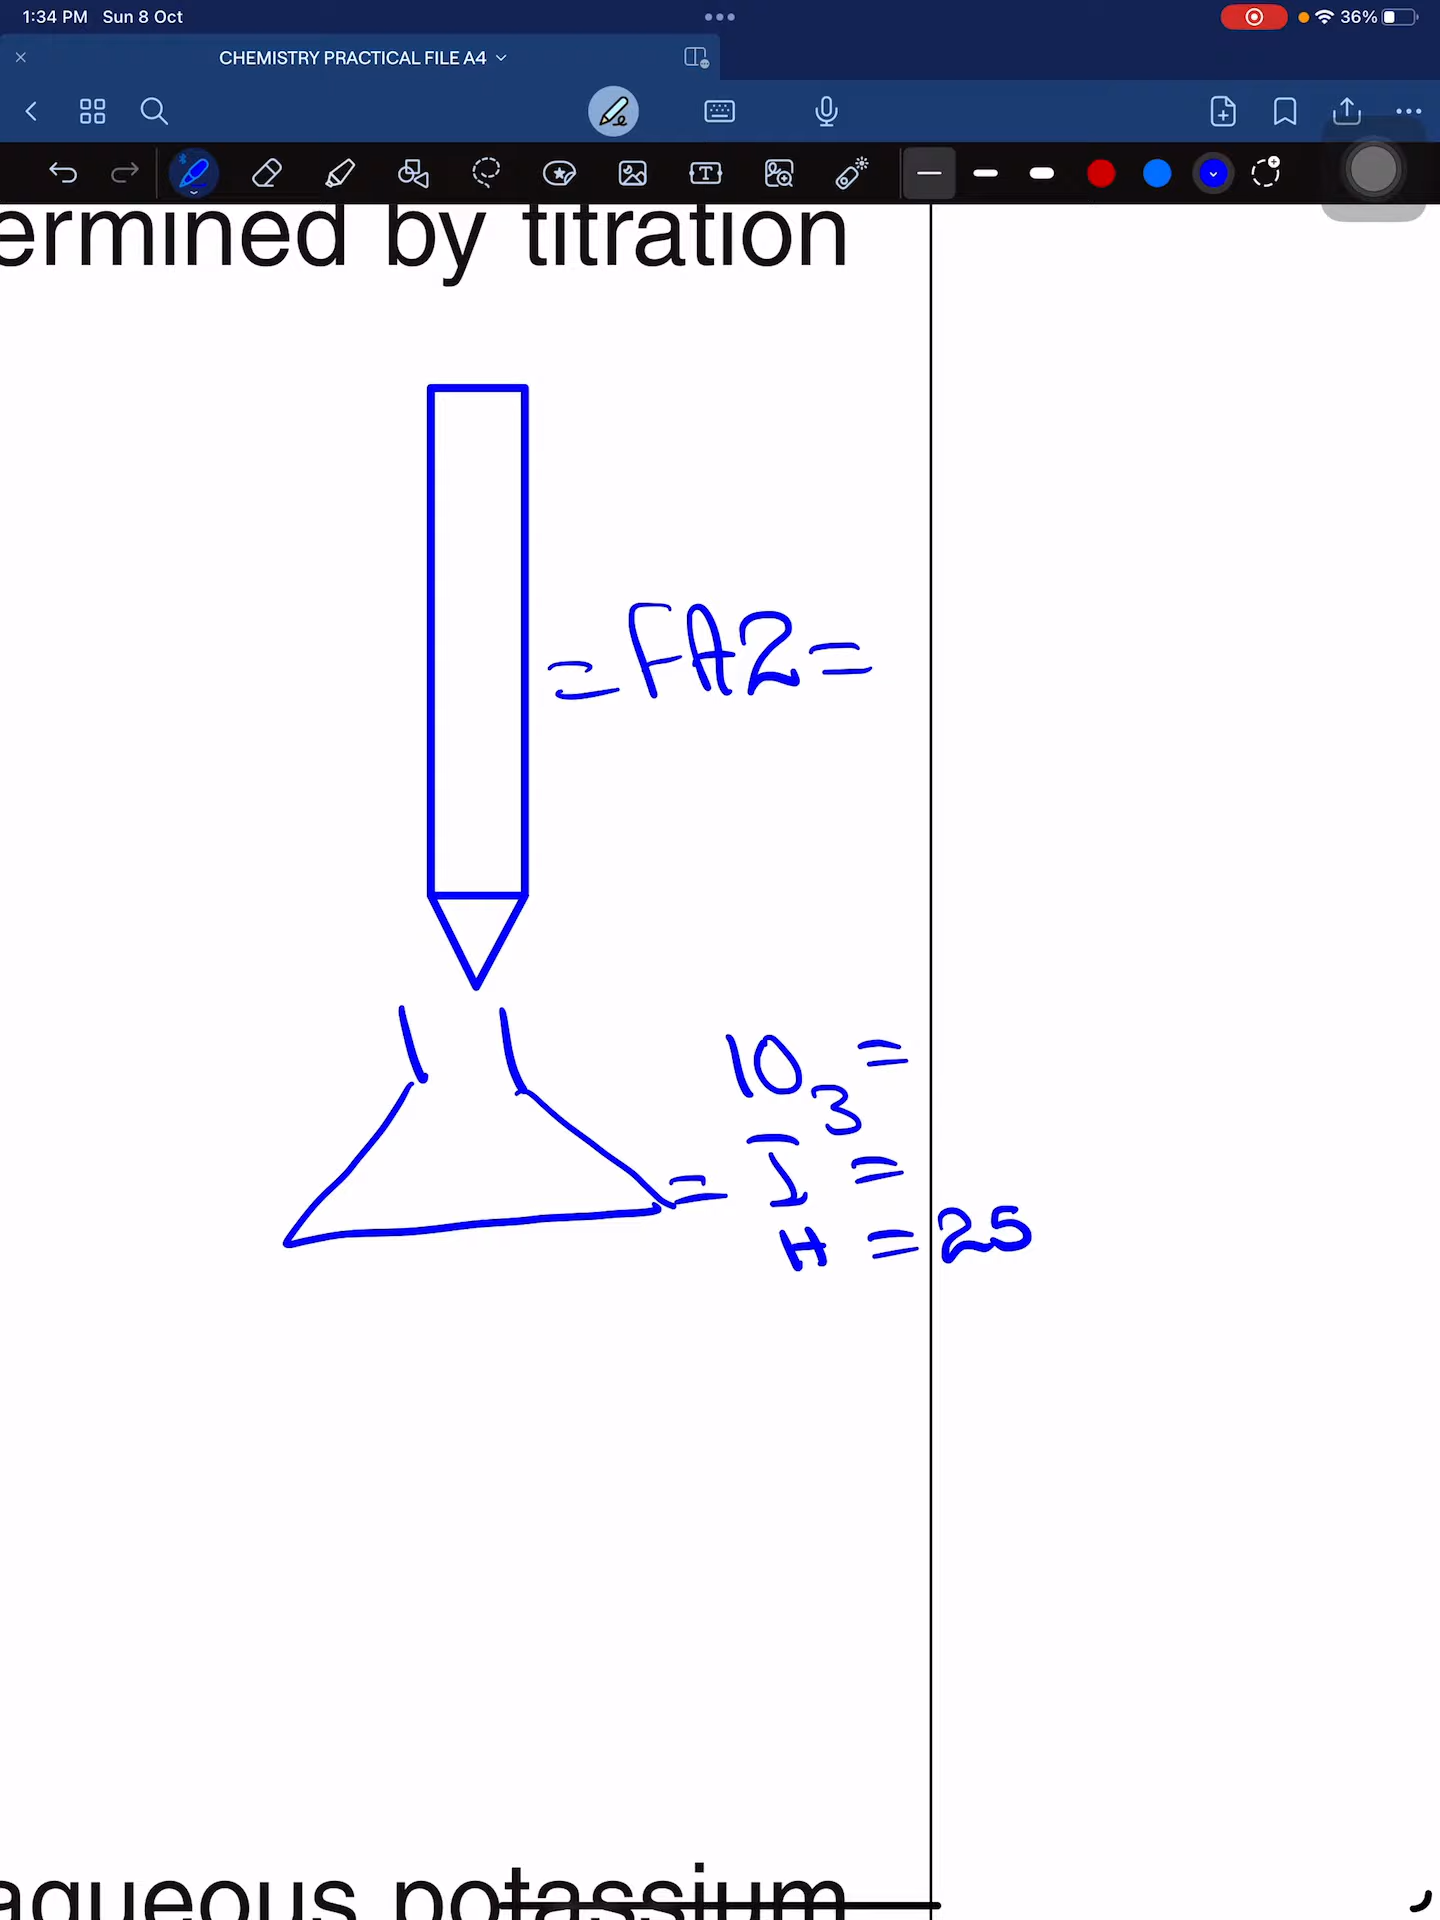 1:34 PM Sun 8 Oct
36%
CHEMISTRY PRACTICAL FILE A4
ermined by titration
= FA2 =
IO3 =
= I =
H = 25
aqueous potassium